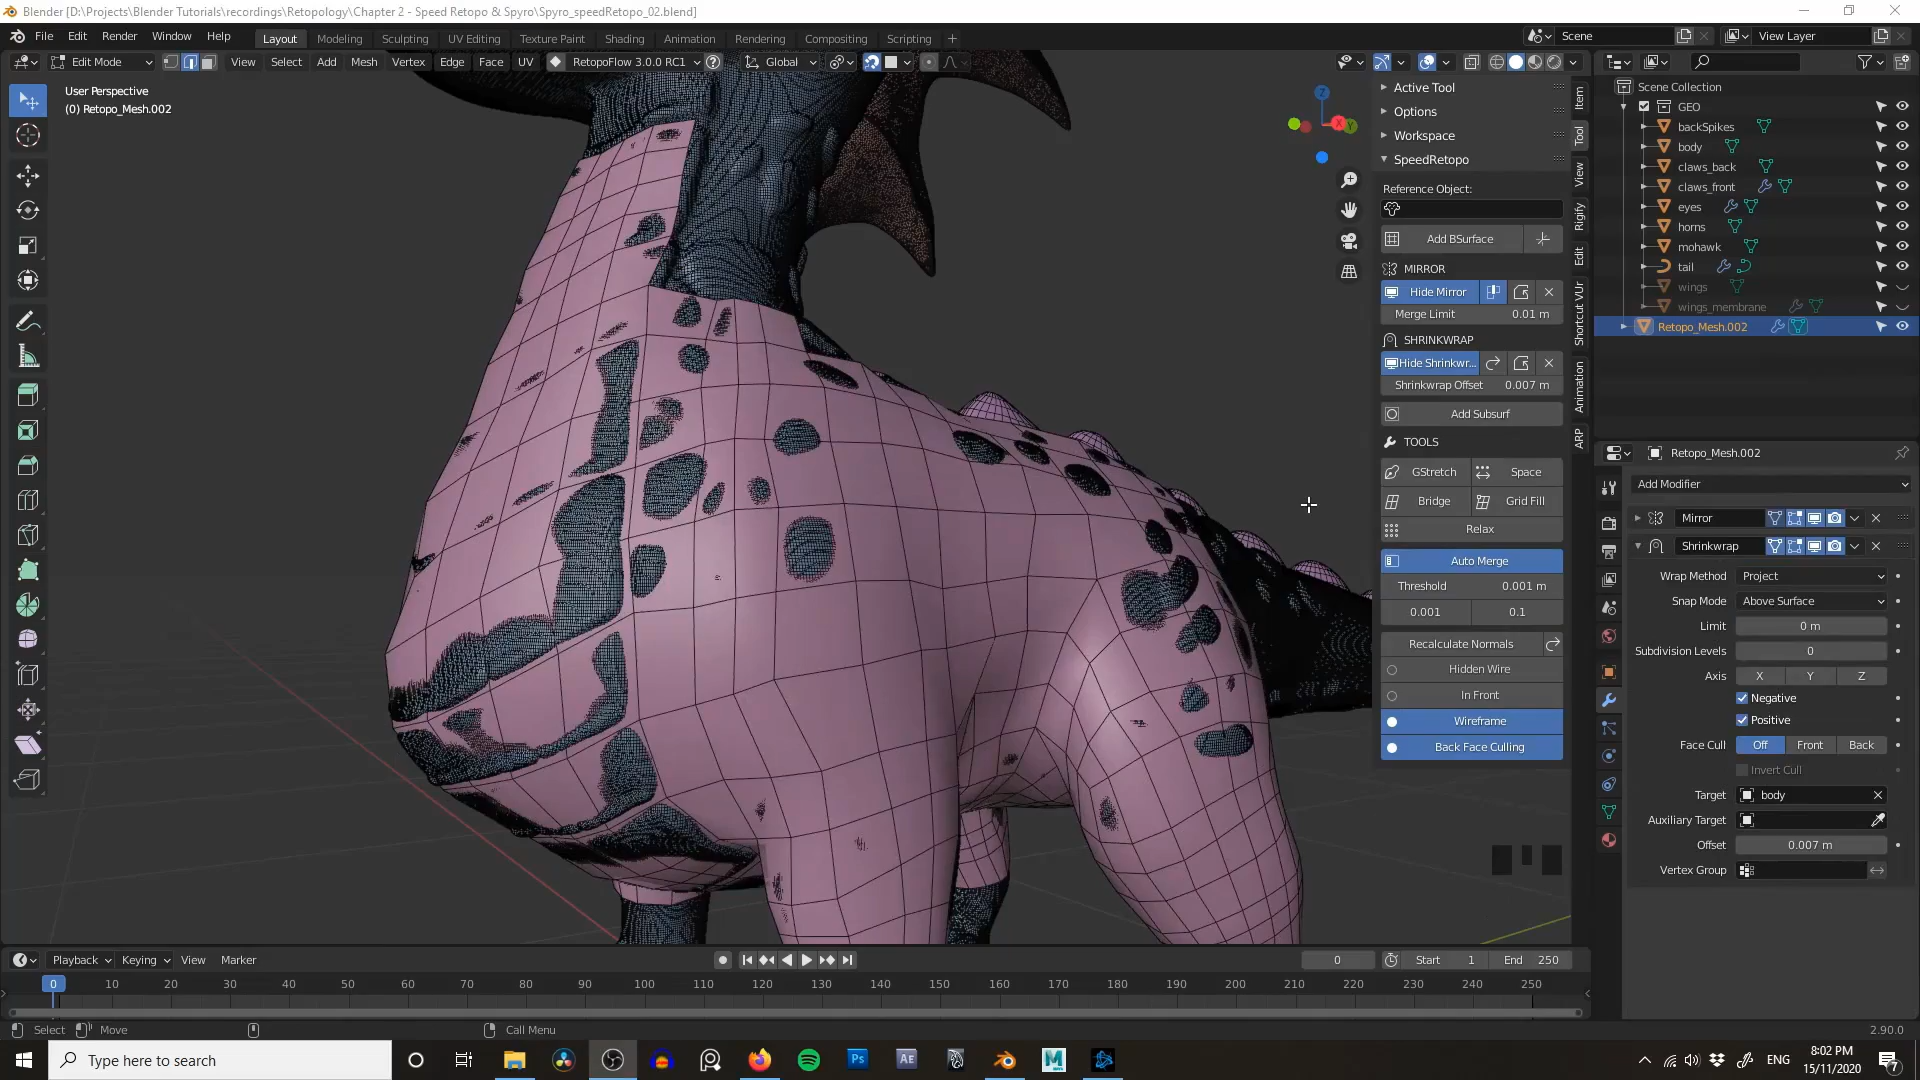 Blender [D:\Projects\Blender Tutorials\recordings\Retopology\Chapter 2 - Speed Retopo & Spyro\Spyro_speedRetopo_02.blend]
File Edit Render Window Help
Layout Modeling Sculpting UV Editing Texture Paint Shading Animation Rendering Compositing Scripting +
Scene
View Layer
Edit Mode
View Select Add Mesh Vertex Edge Face UV
RetopoFlow 3.0.0 RC1
Global
User Perspective
(0) Retopo_Mesh.002
Z
X
Y
Active Tool
Options
Workspace
SpeedRetopo
Reference Object:
Add BSurface
MIRROR
Hide Mirror
Merge Limit 0.01 m
SHRINKWRAP
Hide Shrinkwr...
Shrinkwrap Offset 0.007 m
Add Subsurf
TOOLS
GStretch Space
Bridge Grid Fill
Relax
Auto Merge
Threshold 0.001 m
0.001 0.1
Recalculate Normals
Hidden Wire
In Front
Wireframe
Back Face Culling
Item
Tool
View
Rigify
Edit
Shortcut VUr
Animation
ARP
Scene Collection
GEO
backSpikes
body
claws_back
claws_front
eyes
horns
mohawk
tail
wings
wings_membrane
Retopo_Mesh.002
Retopo_Mesh.002
Add Modifier
Mirror
Shrinkwrap
Wrap Method Project
Snap Mode Above Surface
Limit 0 m
Subdivision Levels 0
Axis X Y Z
Negative
Positive
Face Cull Off Front Back
Invert Cull
Target body
Auxiliary Target
Offset 0.007 m
Vertex Group
Playback Keying View Marker
0 Start 1 End 250
0 10 20 30 40 50 60 70 80 90 100 110 120 130 140 150 160 170 180 190 200 210 220 230 240 250
Select Move Call Menu
2.90.0
Type here to search
Ps
Ae
M
ENG
8:02 PM
15/11/2020
7